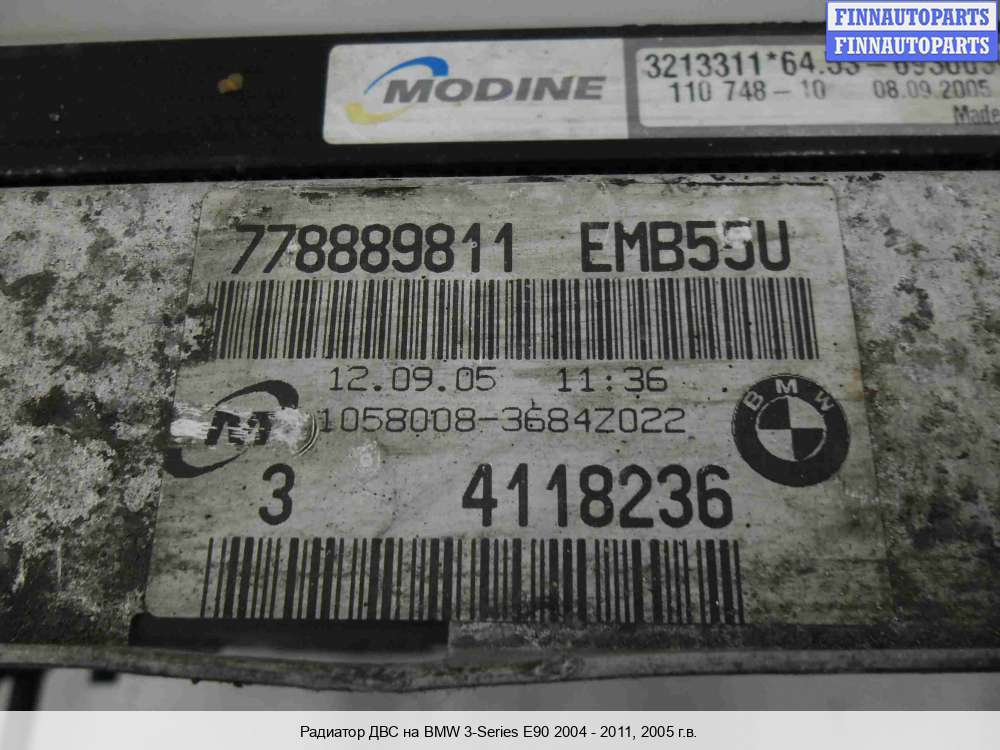 FINNAUTOPARTS
FINNAUTOPARTS
MODINE
110 748-10 08.09.2005
Made
778889811 EMB55U
12.09.05 11:36
1058008-3684Z022
M
BMW
3 4118236
Радиатор ДВС на BMW 3-Series E90 2004 - 2011, 2005 г.в.